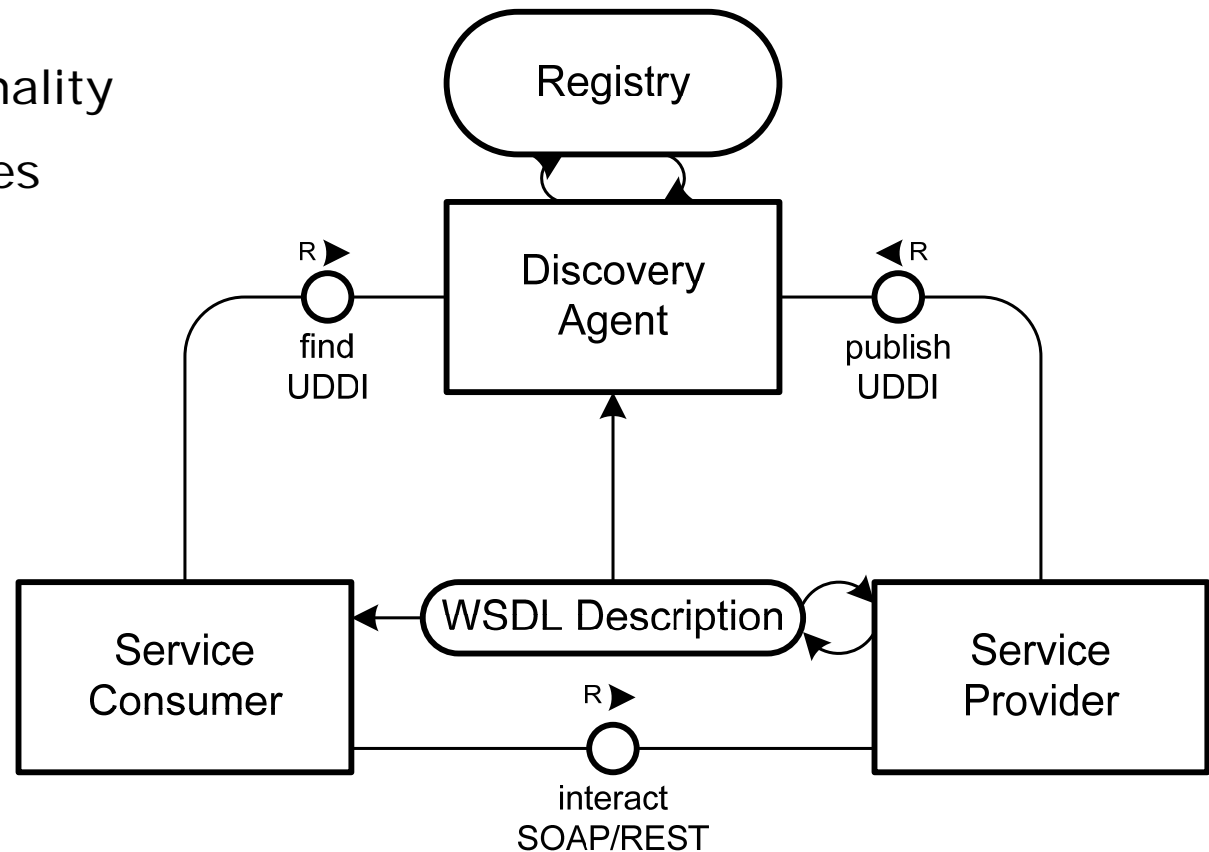 nality
es
Registry
Discovery
Agent
R
find
UDDI
R
publish
UDDI
WSDL Description
Service
Consumer
Service
Provider
R
interact
SOAP/REST